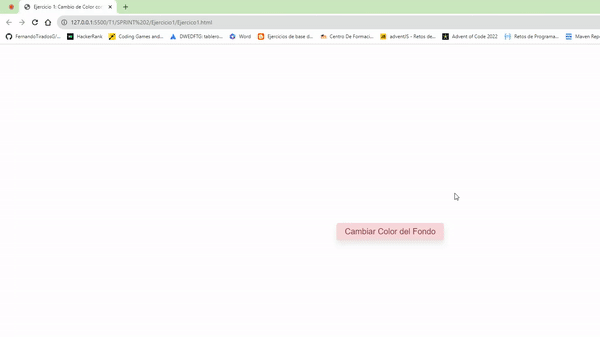 Ejercicio 1: Cambio de Color co
127.0.0.1:5500/T1/SPRINT%202/Ejercicio1/Ejercico1.html
FernandoTiradosG/... HackerRank Coding Games and... DWEDFTG: tablero... Word Ejercicios de base d... Centro De Formaci... adventJS - Retos de... Advent of Code 2022 Retos de Programa... Maven Rep
Cambiar Color del Fondo